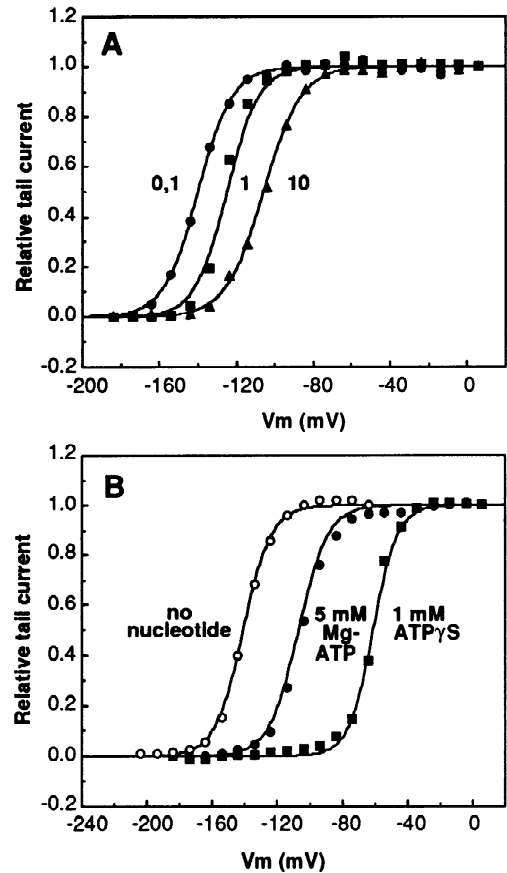 A
1.2
1.0
0.8
0.6
0.4
0.2
0.0
-0.2
Relative tail current
0,1 1 10
-200 -160 -120 -80 -40 0
Vm (mV)
B
1.2
1.0
0.8
0.6
0.4
0.2
0.0
-0.2
Relative tail current
no
nucleotide
5 mM
Mg-
ATP
1 mM
ATPγS
-240 -200 -160 -120 -80 -40 0
Vm (mV)